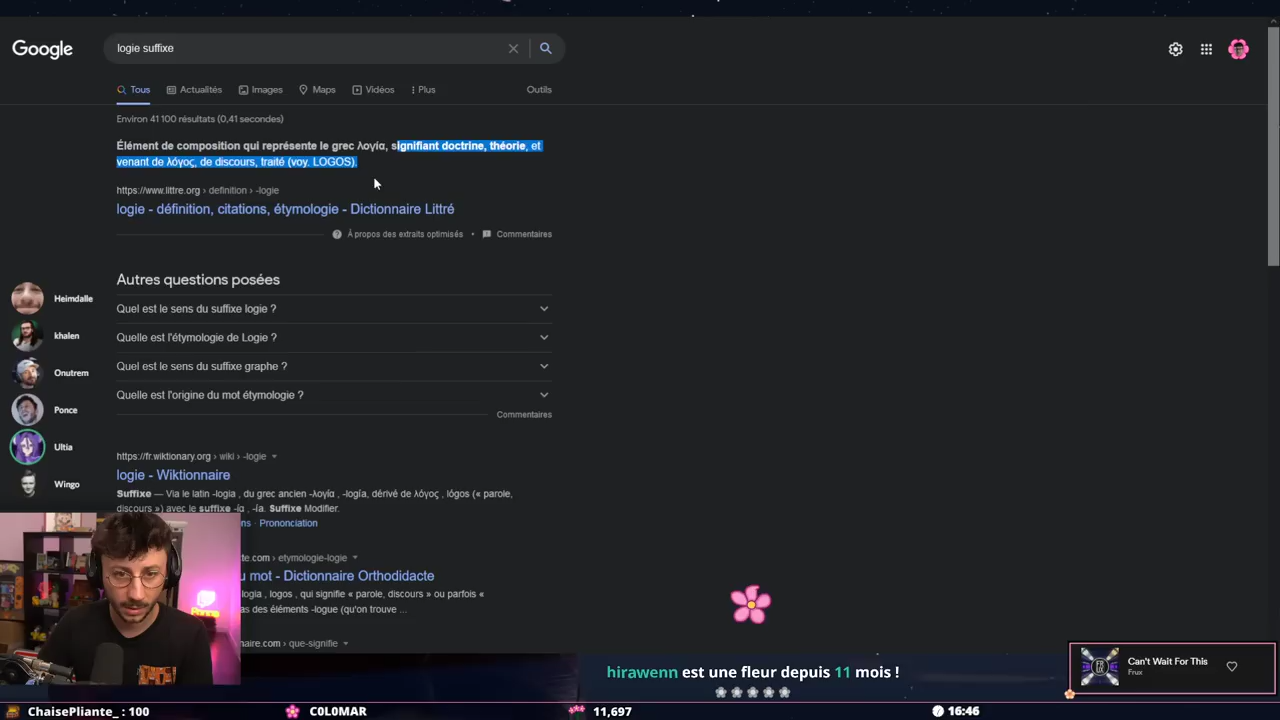 Google
logie suffixe
Tous
Actualités
Images
Maps
Vidéos
Plus
Outils
Environ 41 100 résultats (0,41 secondes)
Élément de composition qui représente le grec λογία, signifiant doctrine, théorie, et
venant de λόγος, de discours, traité (voy. LOGOS).
https://www.littre.org › definition › -logie
logie - définition, citations, étymologie - Dictionnaire Littré
À propos des extraits optimisés • Commentaires
Autres questions posées
Heimdalle
Quel est le sens du suffixe logie ?
khalen
Quelle est l'étymologie de Logie ?
Onutrem
Quel est le sens du suffixe graphe ?
Ponce
Quelle est l'origine du mot étymologie ?
Commentaires
Ultia
https://fr.wiktionary.org › wiki › -logie
logie - Wiktionnaire
Wingo
Suffixe — Via le latin -logia , du grec ancien -λογία , -logía, dérivé de λόγος , lógos (« parole,
discours ») avec le suffixe -ία , -ía. Suffixe Modifier.
ns · Prononciation
te.com › etymologie-logie
u mot - Dictionnaire Orthodidacte
logia , logos , qui signifie « parole, discours » ou parfois «
as des éléments -logue (qu'on trouve ...
naire.com › que-signifie
hirawenn est une fleur depuis 11 mois !
Can't Wait For This
Frux
ChaisePliante_ : 100
C0L0MAR
11,697
16:46